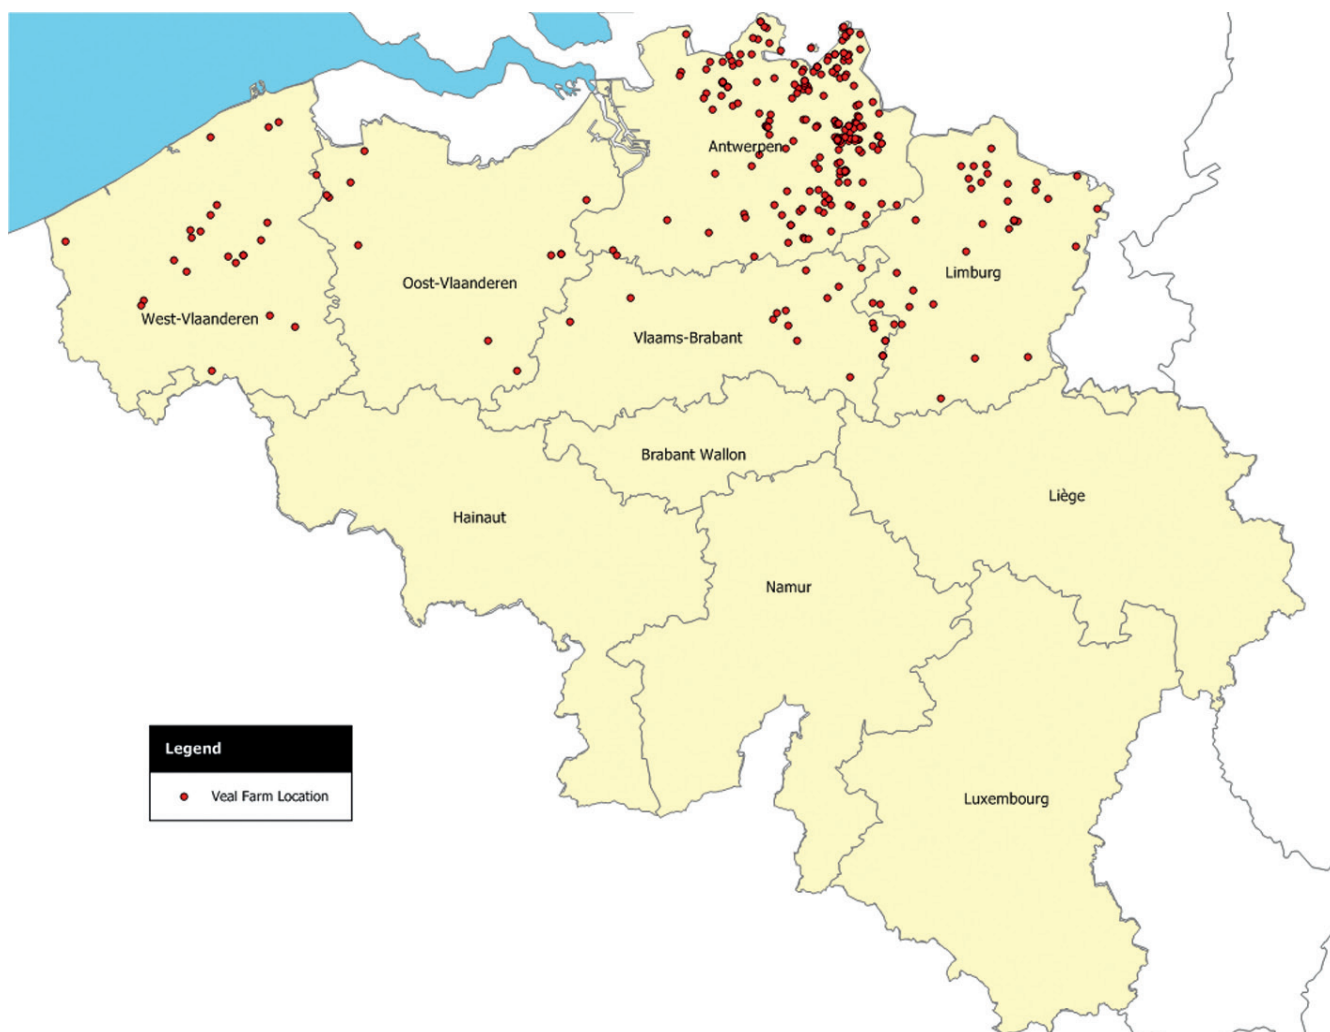 Antwerpen
Limburg
Oost-Vlaanderen
West-Vlaanderen
Vlaams-Brabant
Brabant Wallon
Liège
Hainaut
Namur
Legend
Veal Farm Location
Luxembourg